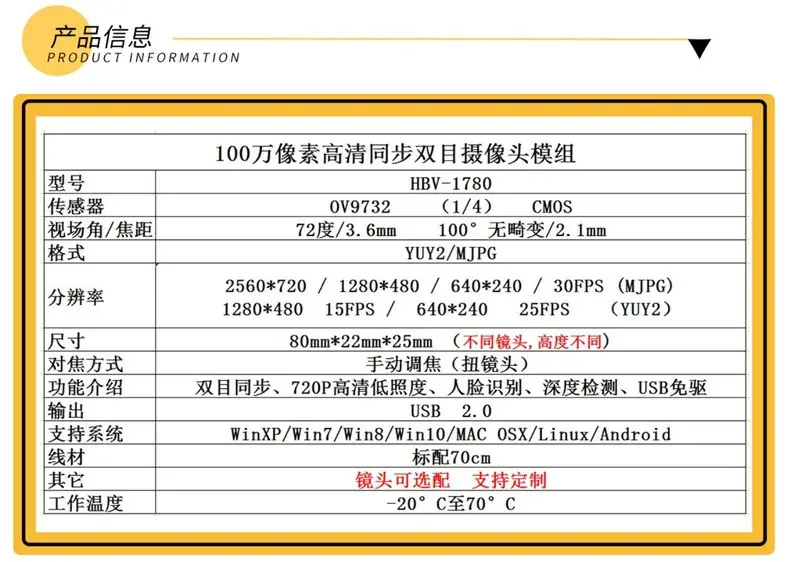 产品信息
PRODUCT INFORMATION
100万像素高清同步双目摄像头模组
型号 HBV-1780
传感器 OV9732 （1/4） CMOS
视场角/焦距 72度/3.6mm 100°无畸变/2.1mm
格式 YUY2/MJPG
分辨率 2560*720 / 1280*480 / 640*240 / 30FPS (MJPG)
1280*480 15FPS / 640*240 25FPS （YUY2）
尺寸 80mm*22mm*25mm （不同镜头,高度不同）
对焦方式 手动调焦（扭镜头）
功能介绍 双目同步、720P高清低照度、人脸识别、深度检测、USB免驱
输出 USB 2.0
支持系统 WinXP/Win7/Win8/Win10/MAC OSX/Linux/Android
线材 标配70cm
其它 镜头可选配 支持定制
工作温度 -20°C至70°C